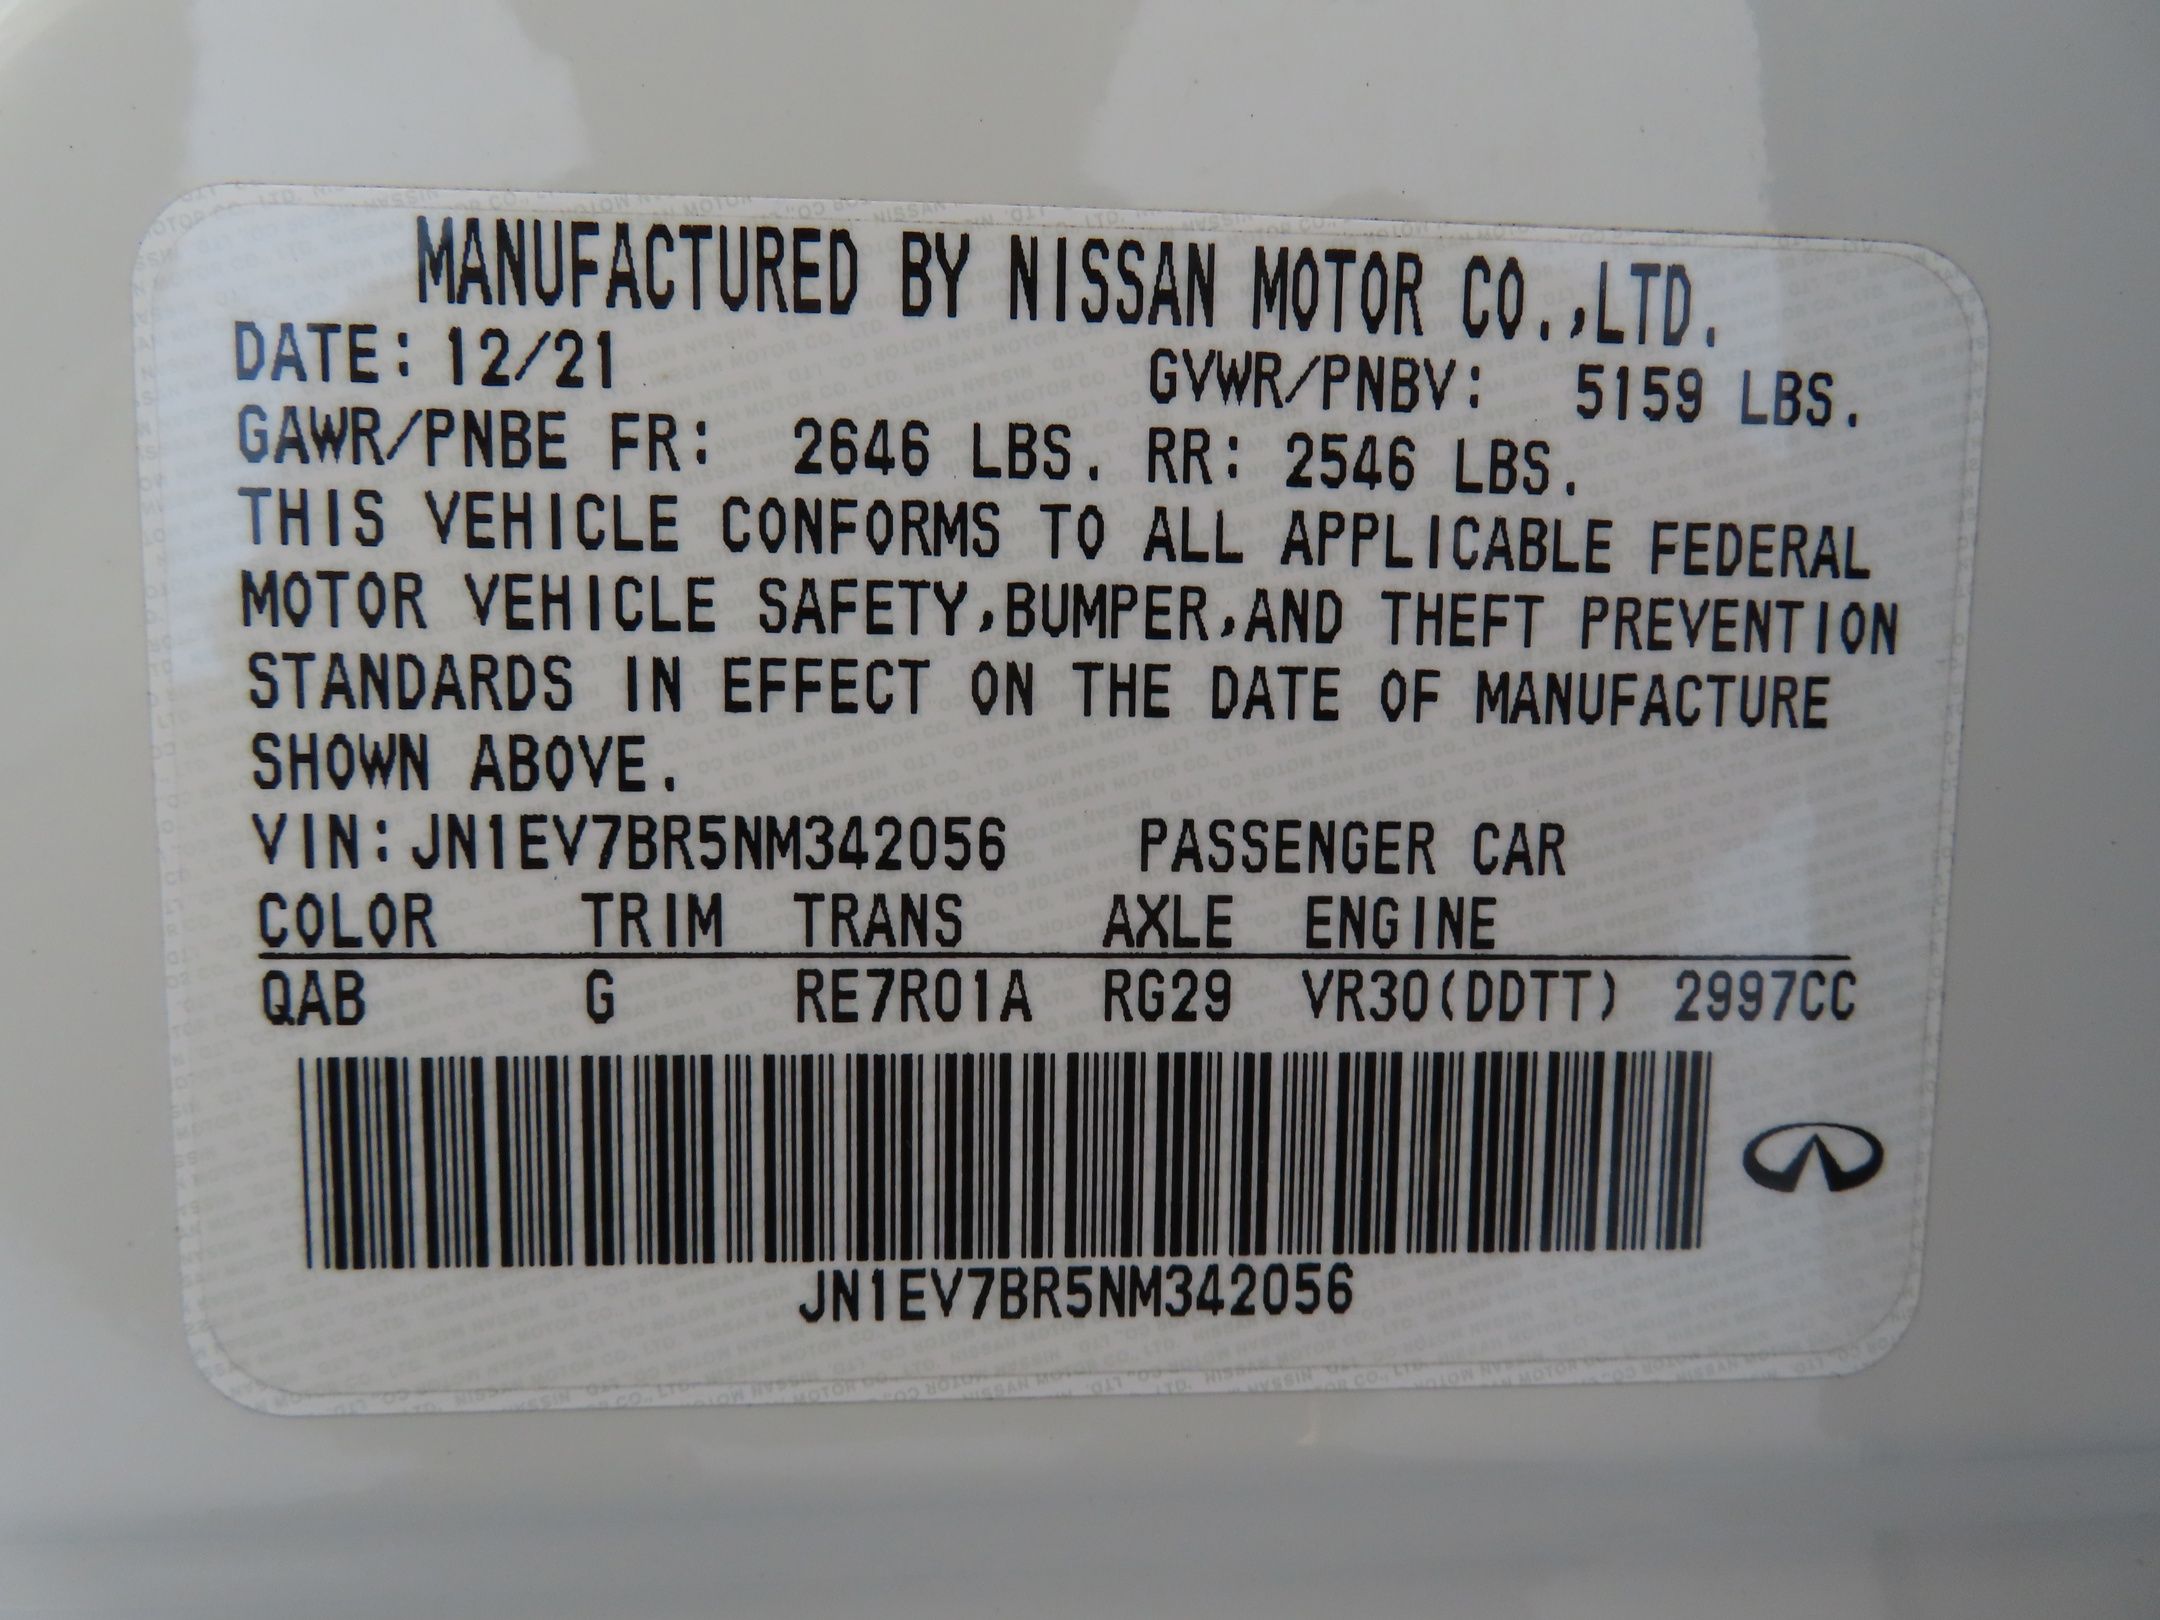 MANUFACTURED BY NISSAN MOTOR CO.,LTD.
DATE: 12/21 GVWR/PNBV: 5159 LBS.
GAWR/PNBE FR: 2646 LBS. RR: 2546 LBS.
THIS VEHICLE CONFORMS TO ALL APPLICABLE FEDERAL
MOTOR VEHICLE SAFETY,BUMPER,AND THEFT PREVENTION
STANDARDS IN EFFECT ON THE DATE OF MANUFACTURE
SHOWN ABOVE.
VIN:JN1EV7BR5NM342056 PASSENGER CAR
COLOR TRIM TRANS AXLE ENGINE
QAB G RE7R01A RG29 VR30(DDTT) 2997CC
JN1EV7BR5NM342056